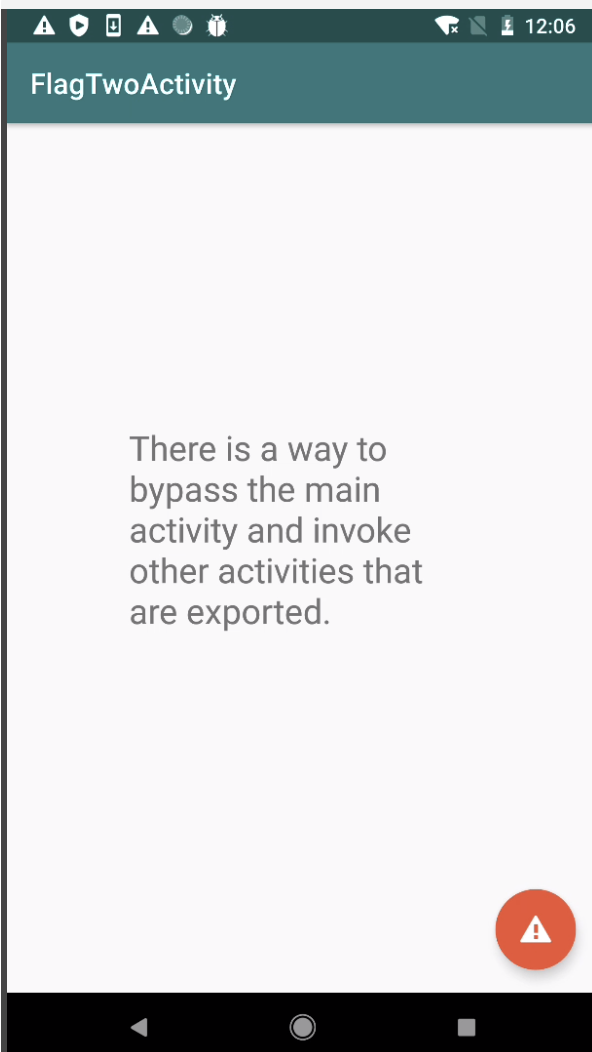 12:06
FlagTwoActivity
There is a way to
bypass the main
activity and invoke
other activities that
are exported.